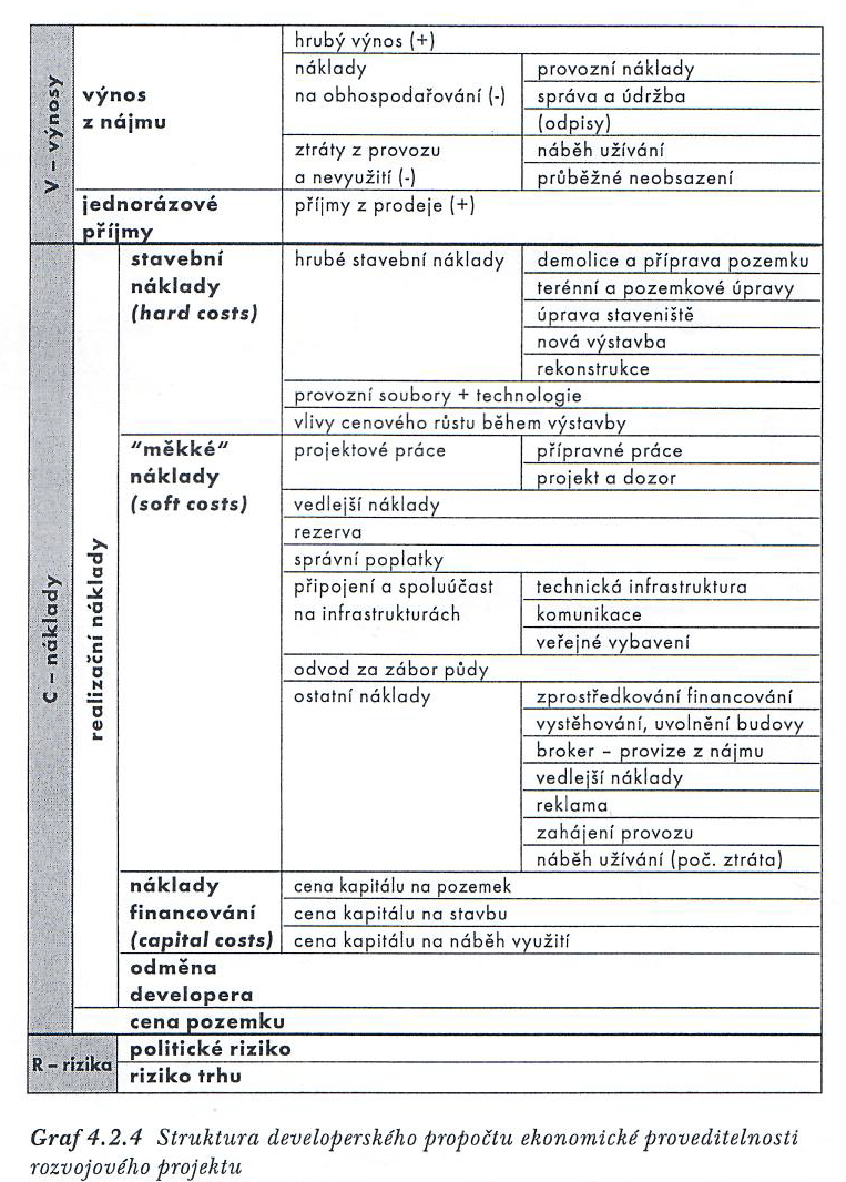 V – výnosy
výnos
z nájmu
hrubý výnos (+)
náklady
na obhospodařování (-)
provozní náklady
správa a údržba
(odpisy)
ztráty z provozu
a nevyužití (-)
náběh užívání
průběžné neobsazení
jednorázové
příjmy
příjmy z prodeje (+)
C – náklady
realizační náklady
stavební
náklady
(hard costs)
hrubé stavební náklady
demolice a příprava pozemku
terénní a pozemkové úpravy
úprava staveniště
nová výstavba
rekonstrukce
provozní soubory + technologie
vlivy cenového růstu během výstavby
"měkké"
náklady
(soft costs)
projektové práce
přípravné práce
projekt a dozor
vedlejší náklady
rezerva
správní poplatky
připojení a spoluúčast
na infrastrukturách
technická infrastruktura
komunikace
veřejné vybavení
odvod za zábor půdy
ostatní náklady
zprostředkování financování
vystěhování, uvolnění budovy
broker – provize z nájmu
vedlejší náklady
reklama
zahájení provozu
náběh užívání (poč. ztráta)
náklady
financování
(capital costs)
cena kapitálu na pozemek
cena kapitálu na stavbu
cena kapitálu na náběh využití
odměna
developera
cena pozemku
R – rizika
politické riziko
riziko trhu
Graf 4.2.4 Struktura developerského propočtu ekonomické proveditelnosti
rozvojového projektu